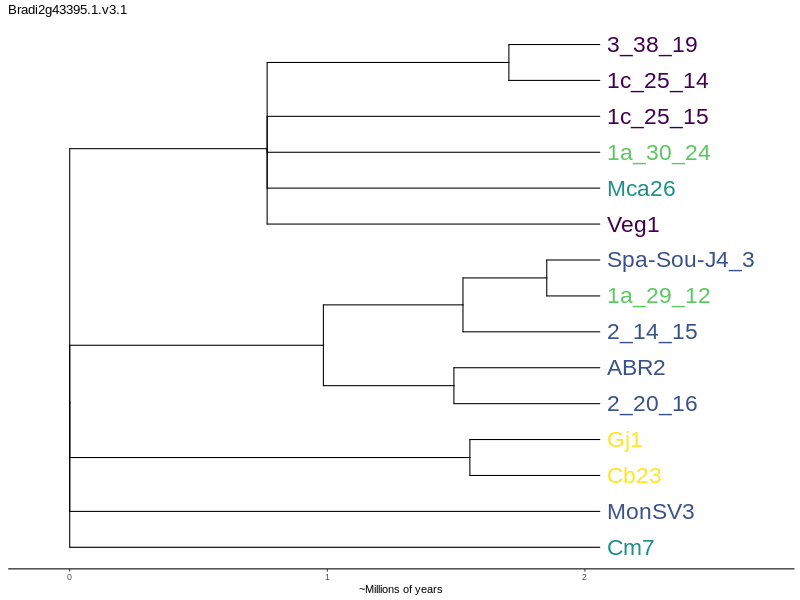 Bradi2g43395.1.v3.1
3_38_19
1c_25_14
1c_25_15
1a_30_24
Mca26
Veg1
Spa-Sou-J4_3
1a_29_12
2_14_15
ABR2
2_20_16
Gj1
Cb23
MonSV3
Cm7
0 1 2
~Millions of years